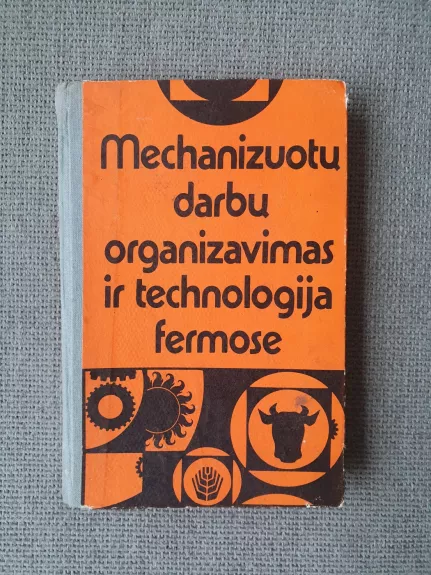 Mechanizuotų
darbų
organizavimas
ir technologija
fermose